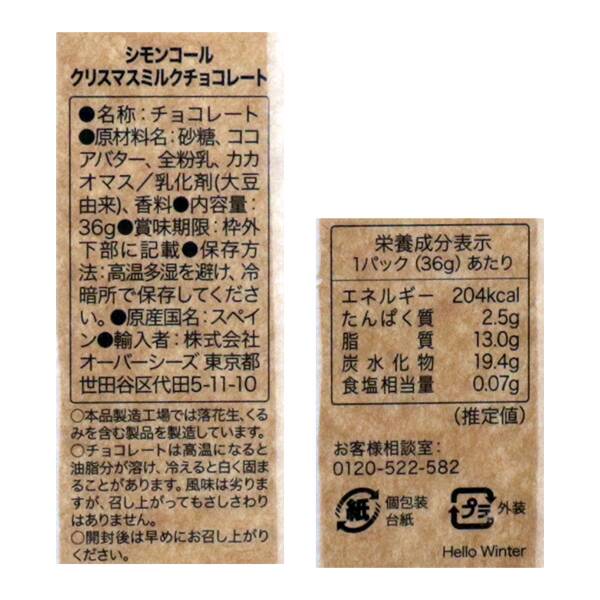 シモンコール
クリスマスミルクチョコレート
●名称：チョコレート
●原材料名：砂糖、ココ
アバター、全粉乳、カカ
オマス／乳化剤(大豆
由来)、香料●内容量：
36g●賞味期限：枠外
下部に記載●保存方
法：高温多湿を避け、冷
暗所で保存してくださ
い。●原産国名：スペイ
ン●輸入者：株式会社
オーバーシーズ 東京都
世田谷区代田5-11-10
○本品製造工場では落花生、くる
みを含む製品を製造しています。
○チョコレートは高温になると
油脂分が溶け、冷えると白く固ま
ることがあります。風味は劣りま
すが、召し上がってもさしさわり
はありません。
○開封後は早めにお召し上がり
ください。
栄養成分表示
1パック (36g) あたり
エネルギー 204kcal
たんぱく質 2.5g
脂質 13.0g
炭水化物 19.4g
食塩相当量 0.07g
(推定値)
お客様相談室：
0120-522-582
紙 個包装
台紙
プラ 外装
Hello Winter